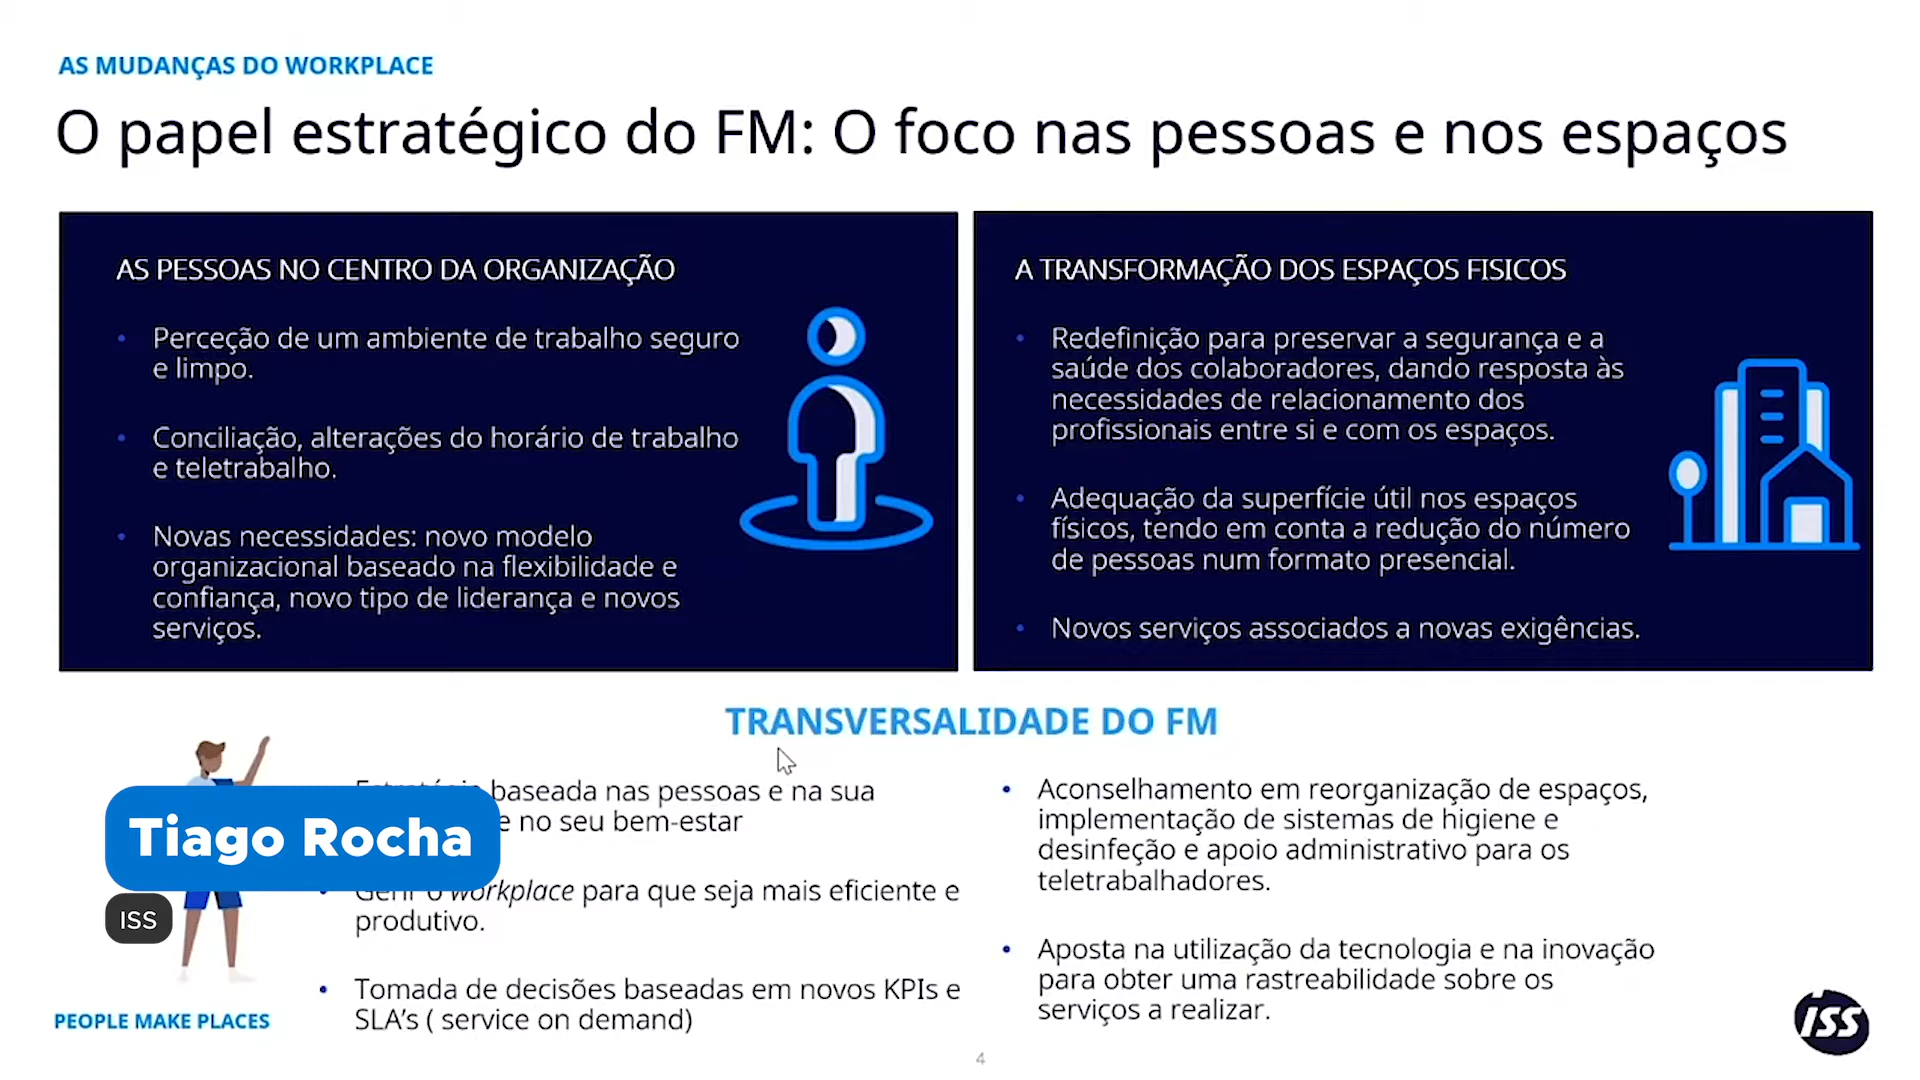 AS MUDANÇAS DO WORKPLACE
O papel estratégico do FM: O foco nas pessoas e nos espaços
AS PESSOAS NO CENTRO DA ORGANIZAÇÃO
• Perceção de um ambiente de trabalho seguro
e limpo.
• Conciliação, alterações do horário de trabalho
e teletrabalho.
• Novas necessidades: novo modelo
organizacional baseado na flexibilidade e
confiança, novo tipo de liderança e novos
serviços.
A TRANSFORMAÇÃO DOS ESPAÇOS FISICOS
• Redefinição para preservar a segurança e a
saúde dos colaboradores, dando resposta às
necessidades de relacionamento dos
profissionais entre si e com os espaços.
• Adequação da superfície útil nos espaços
físicos, tendo em conta a redução do número
de pessoas num formato presencial.
• Novos serviços associados a novas exigências.
TRANSVERSALIDADE DO FM
baseada nas pessoas e na sua
e no seu bem-estar
• Gerir o workplace para que seja mais eficiente e
produtivo.
• Tomada de decisões baseadas em novos KPIs e
SLA’s ( service on demand)
• Aconselhamento em reorganização de espaços,
implementação de sistemas de higiene e
desinfeção e apoio administrativo para os
teletrabalhadores.
• Aposta na utilização da tecnologia e na inovação
para obter uma rastreabilidade sobre os
serviços a realizar.
Tiago Rocha
ISS
PEOPLE MAKE PLACES
4
ISS